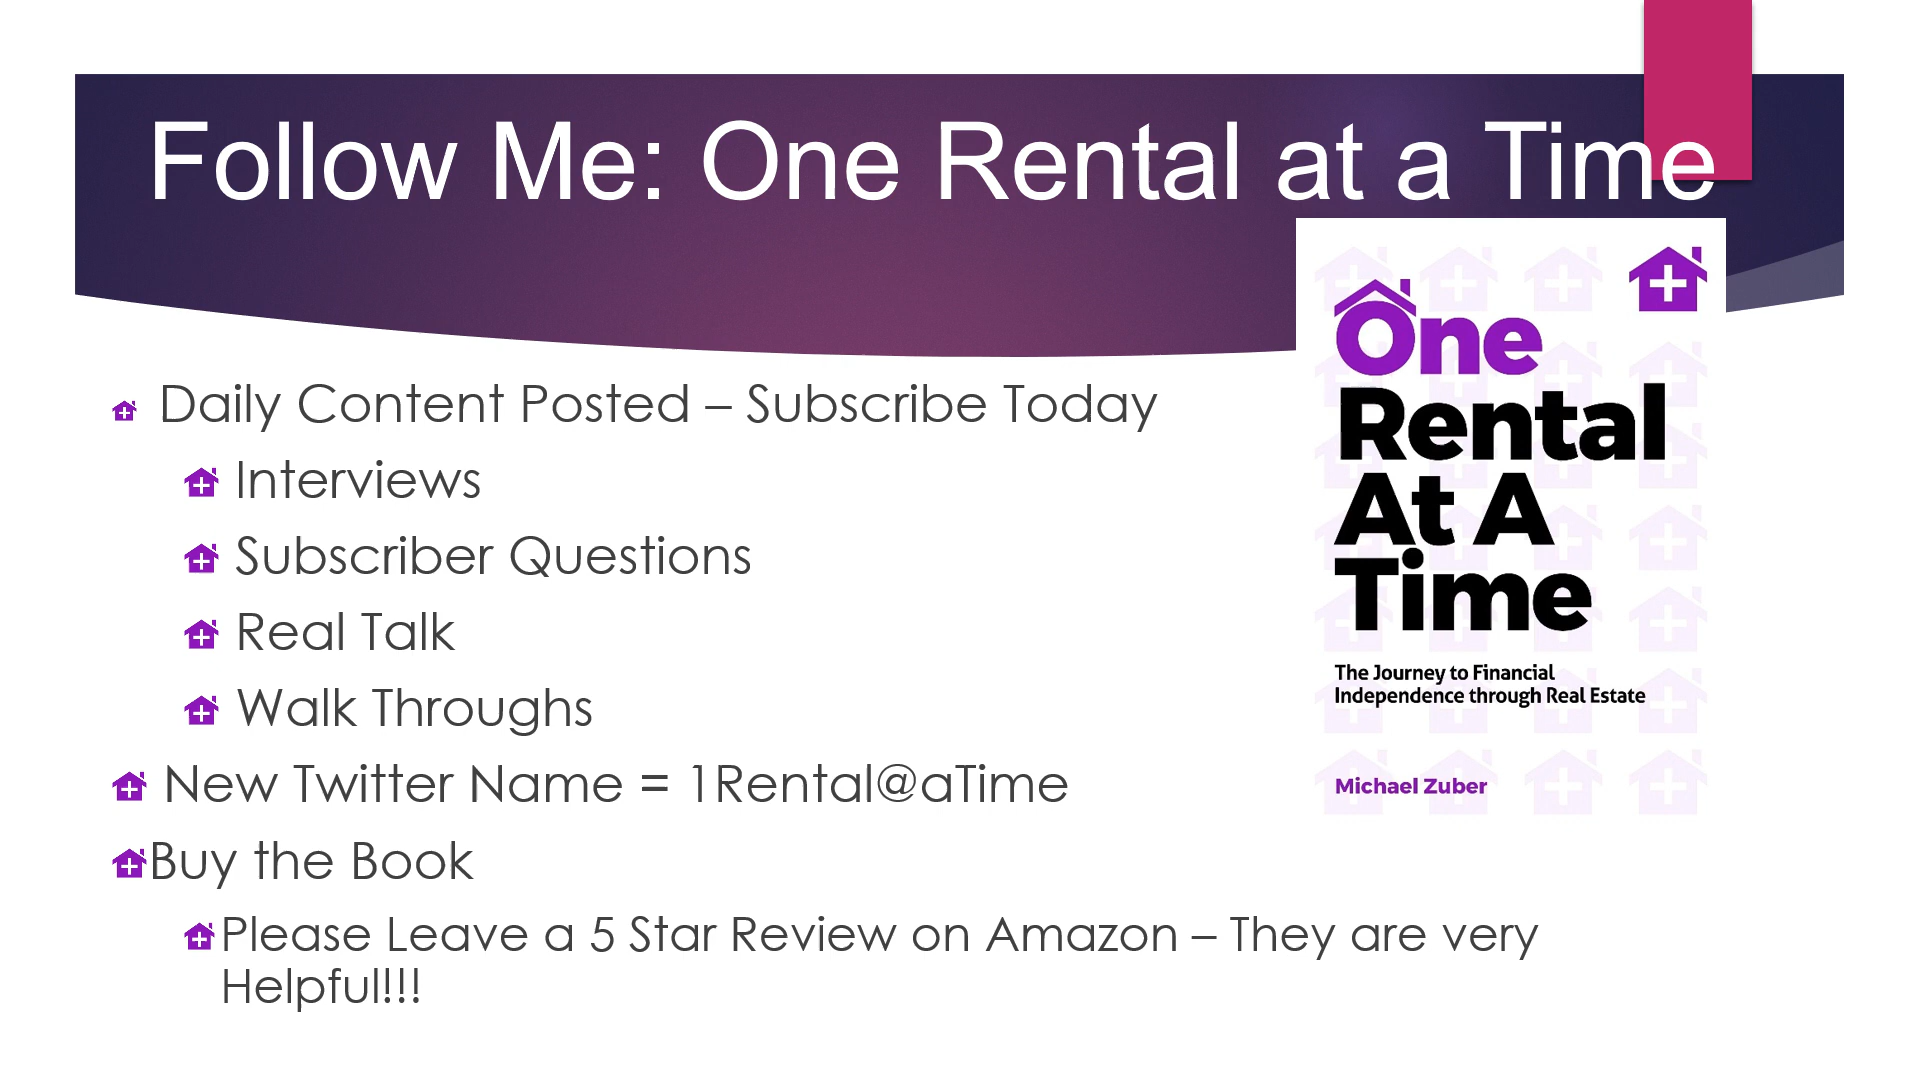 Follow Me: One Rental at a Time
Daily Content Posted – Subscribe Today
Interviews
Subscriber Questions
Real Talk
Walk Throughs
New Twitter Name = 1Rental@aTime
Buy the Book
Please Leave a 5 Star Review on Amazon – They are very
Helpful!!!
One
Rental
At A
Time
The Journey to Financial
Independence through Real Estate
Michael Zuber